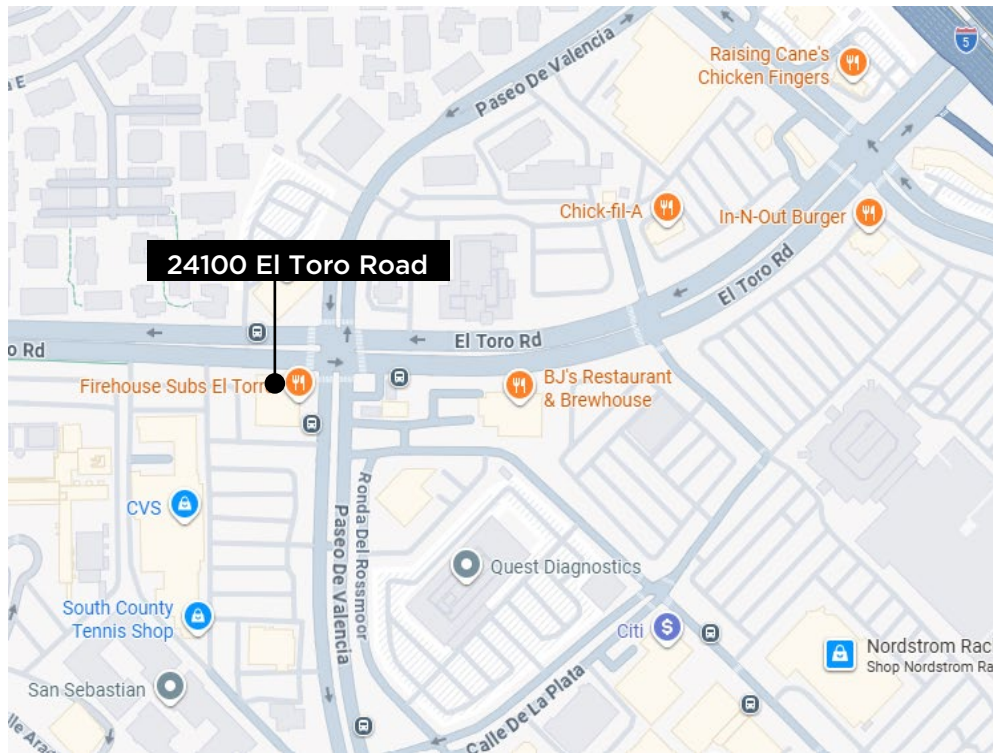 Paseo De Valencia
Raising Cane's
Chicken Fingers
5
a E
Chick-fil-A
In-N-Out Burger
24100 El Toro Road
El Toro Rd
El Toro Rd
o Rd
Firehouse Subs El Torr
BJ's Restaurant
& Brewhouse
CVS
Ronda Del Rossmoor
Paseo De Valencia
Quest Diagnostics
South County
Tennis Shop
Citi
$
Nordstrom Rac
Shop Nordstrom Ra
San Sebastian
Calle De La Plata
lle Arag